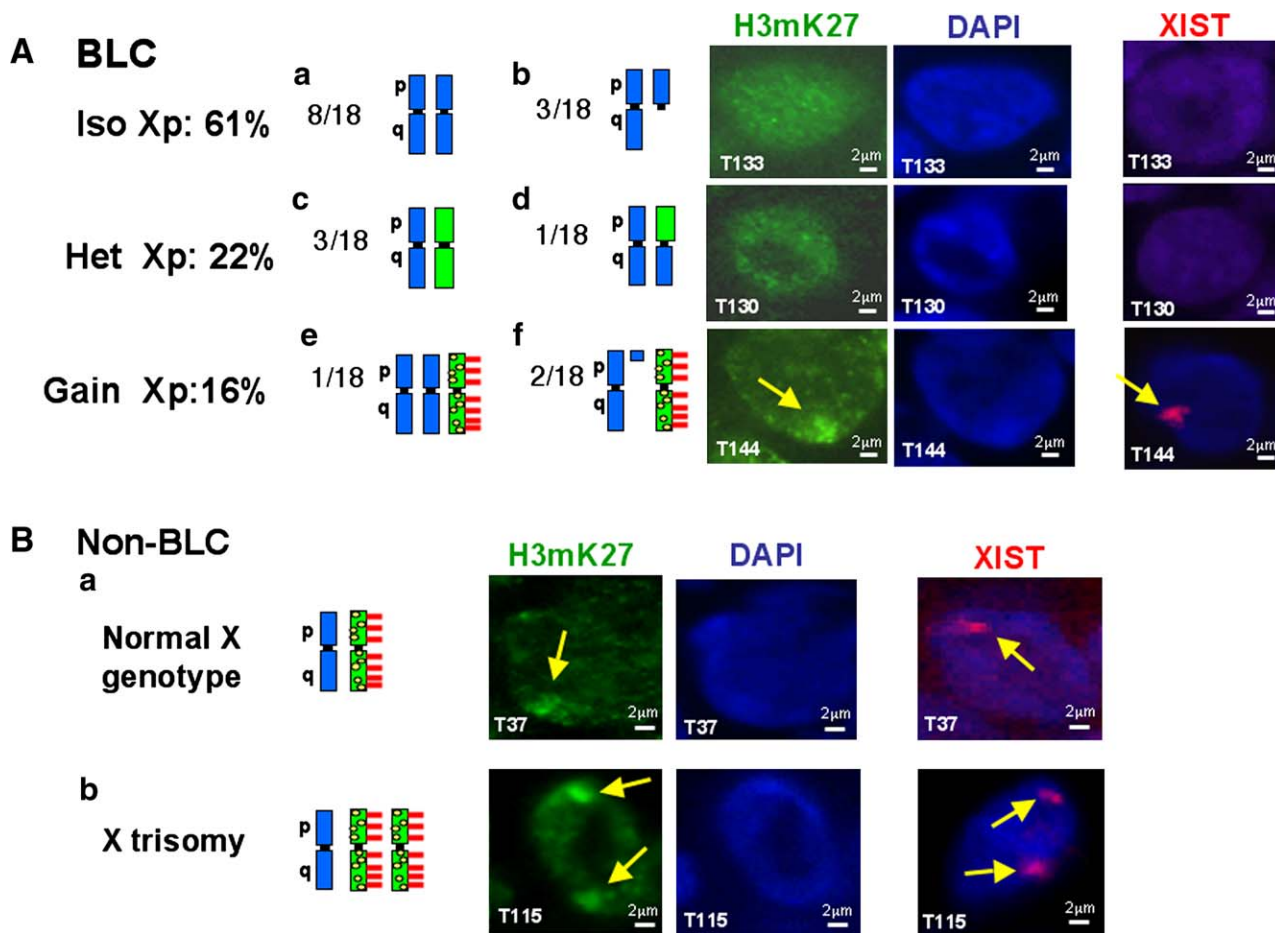 A BLC
H3mK27 DAPI XIST
Iso Xp: 61%
a p q 8/18
b 3/18
T133 2µm
T133 2µm
T133 2µm
Het Xp: 22%
c p q 3/18
d p q 1/18
T130 2µm
T130 2µm
T130 2µm
Gain Xp:16%
e p q 1/18
f p q 2/18
T144 2µm
T144 2µm
T144 2µm
B Non-BLC
H3mK27 DAPI XIST
a
Normal X
genotype
p
q
T37 2µm
T37 2µm
T37 2µm
b
X trisomy
p
q
T115 2µm
T115 2µm
T115 2µm